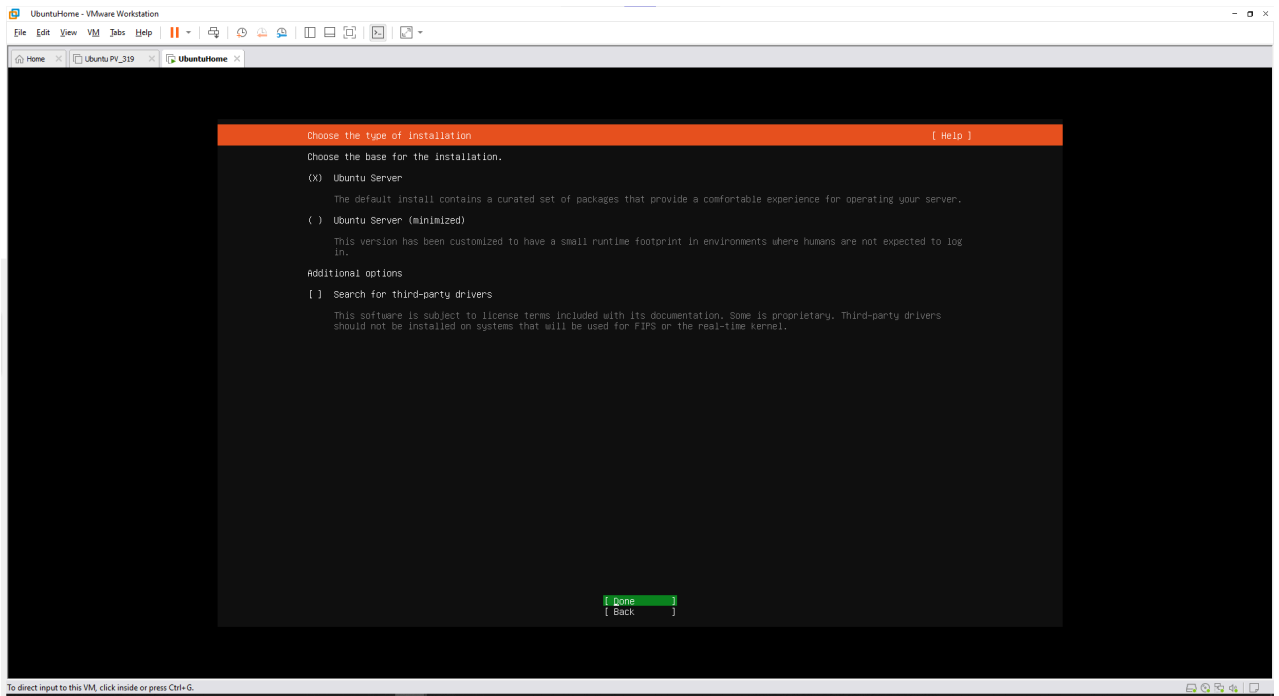 UbuntuHome - VMware Workstation
File Edit View VM Tabs Help
Home Ubuntu PV_319 UbuntuHome
Choose the type of installation [ Help ]
Choose the base for the installation.
(X) Ubuntu Server
The default install contains a curated set of packages that provide a comfortable experience for operating your server.
( ) Ubuntu Server (minimized)
This version has been customized to have a small runtime footprint in environments where humans are not expected to log
in.
Additional options
[ ] Search for third-party drivers
This software is subject to license terms included with its documentation. Some is proprietary. Third-party drivers
should not be installed on systems that will be used for FIPS or the real-time kernel.
[ Done ]
[ Back ]
To direct input to this VM, click inside or press Ctrl+G.